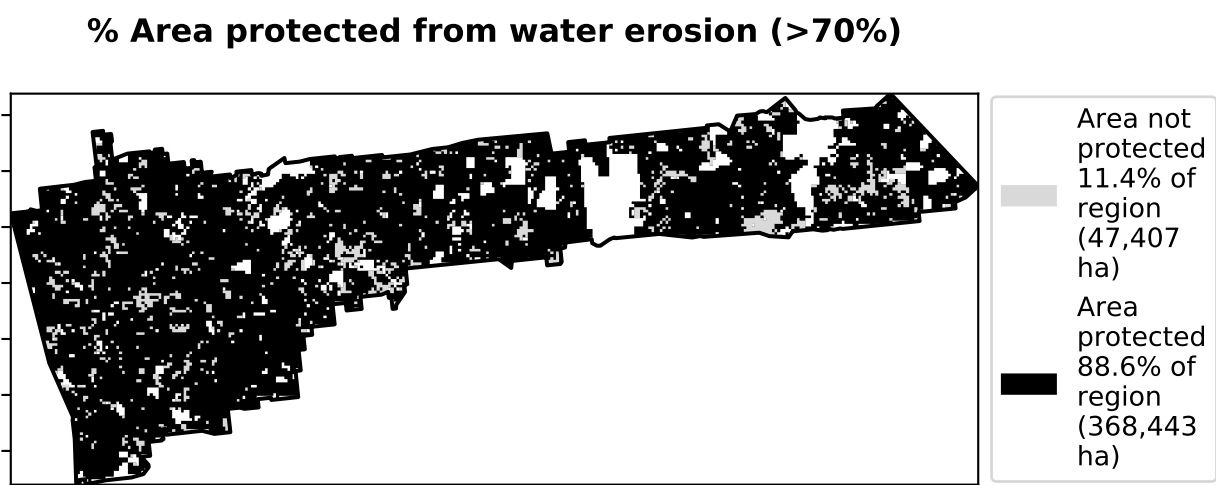 % Area protected from water erosion (>70%)
Area not
protected
11.4% of
region
(47,407
ha)
Area
protected
88.6% of
region
(368,443
ha)